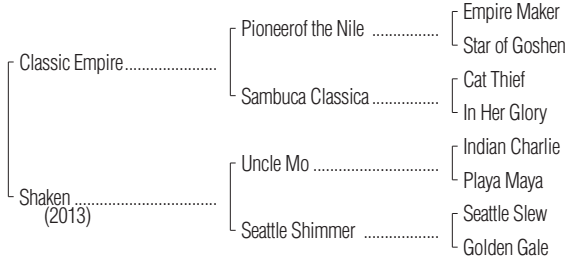 Empire Maker
Pioneerof the Nile ................
Star of Goshen
Classic Empire......................
Cat Thief
Sambuca Classica................
In Her Glory
Indian Charlie
Uncle Mo ..............................
Playa Maya
Shaken ..................................
(2013)
Seattle Slew
Seattle Shimmer ..................
Golden Gale